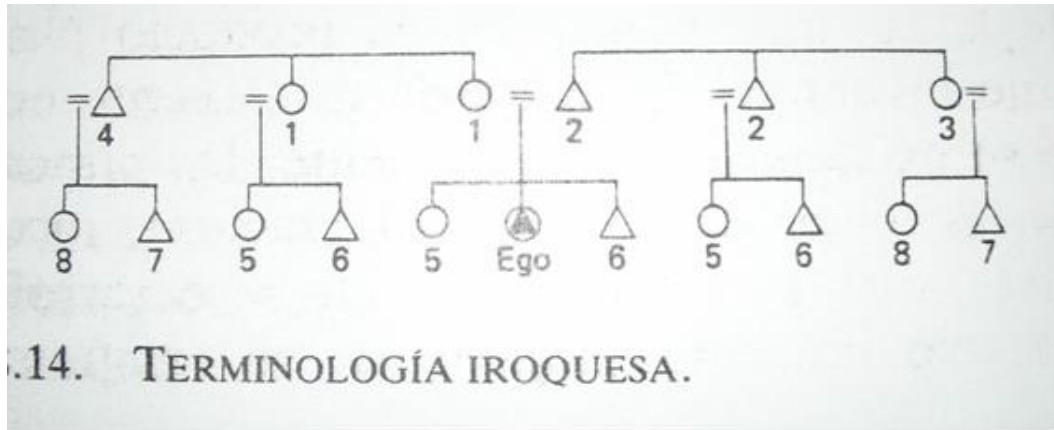 = = = = =
4 1 1 2 2 3
8 7 5 6 5 Ego 6 5 6 8 7
.14. TERMINOLOGÍA IROQUESA.